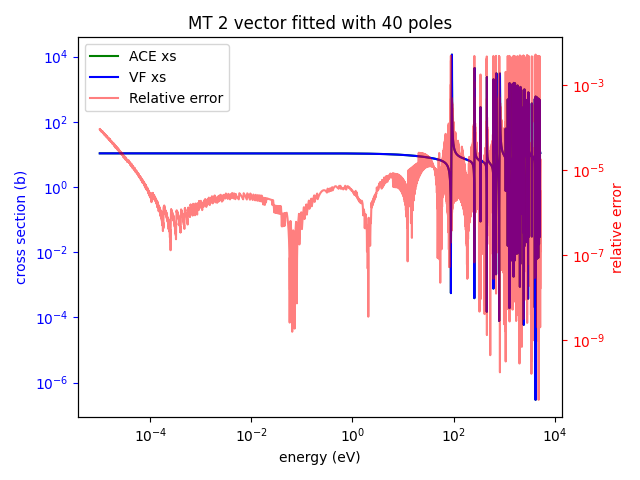 MT 2 vector fitted with 40 poles
ACE xs
VF xs
Relative error
cross section (b)
10^4
10^2
10^0
10^-2
10^-4
10^-6
10^-3
10^-5
10^-7
10^-9
relative error
10^-4
10^-2
10^0
10^2
10^4
energy (eV)